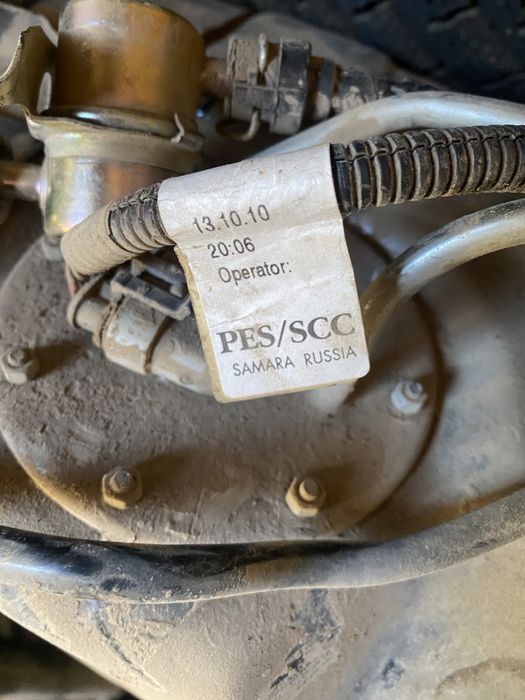 13.10.10
20:06
Operator:
PES/SCC
SAMARA RUSSIA